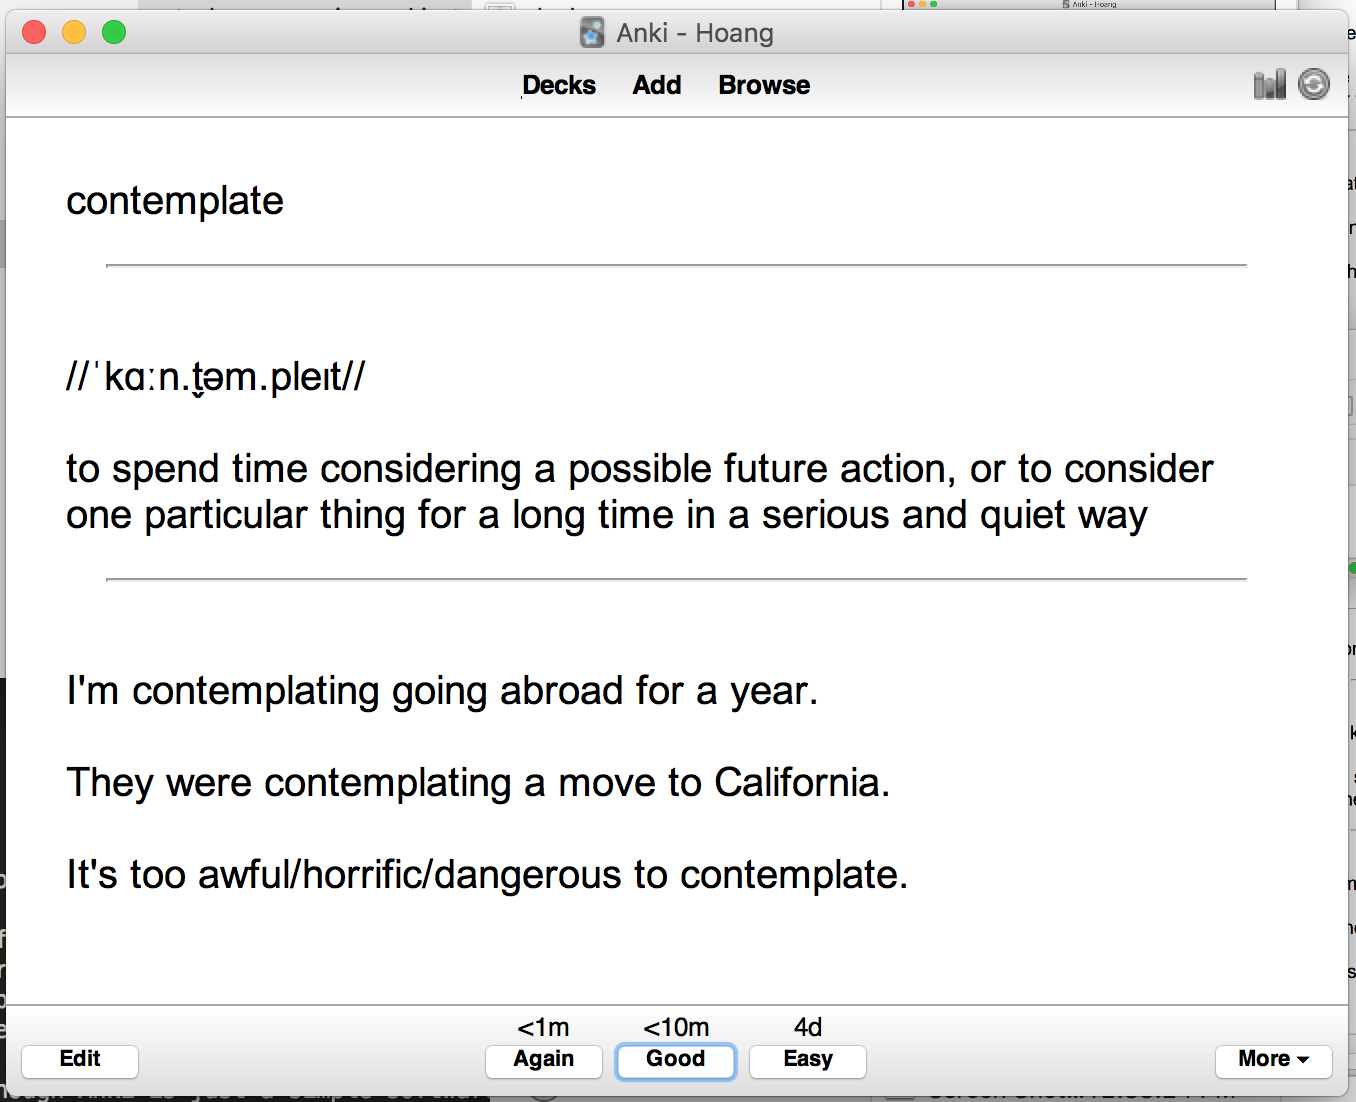 Anki - Hoang
Anki - Hoang
Decks Add Browse
contemplate
//ˈkɑːn.t̬əm.pleɪt//
to spend time considering a possible future action, or to consider
one particular thing for a long time in a serious and quiet way
I'm contemplating going abroad for a year.
They were contemplating a move to California.
It's too awful/horrific/dangerous to contemplate.
<1m <10m 4d
Edit Again Good Easy More